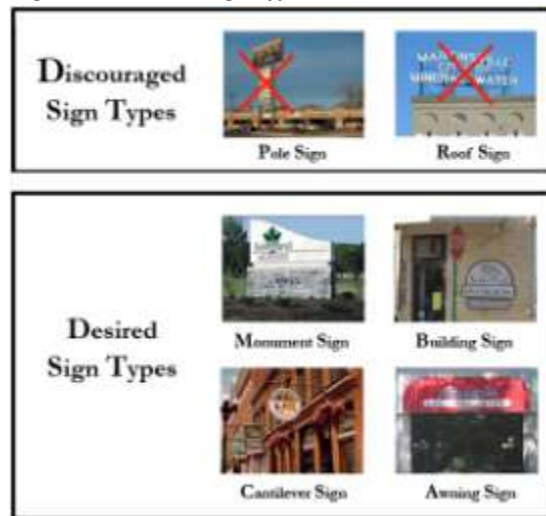 Discouraged
Sign Types
Pole Sign
Roof Sign
Desired
Sign Types
Monument Sign
Building Sign
Cantilever Sign
Awning Sign